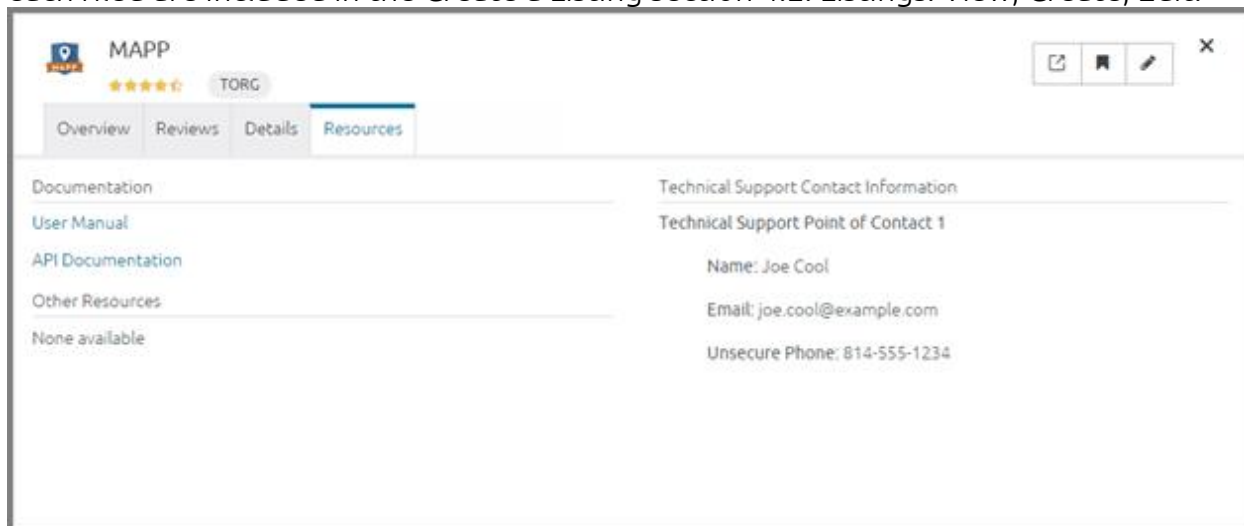 MAPP
MAPP
TORG
Overview Reviews Details Resources
Documentation
User Manual
API Documentation
Other Resources
None available
Technical Support Contact Information
Technical Support Point of Contact 1
Name: Joe Cool
Email: joe.cool@example.com
Unsecure Phone: 814-555-1234